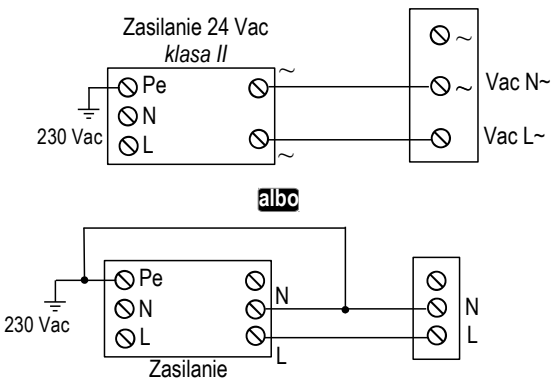 Zasilanie 24 Vac
klasa II
~
~
Pe
~
Vac N~
N
230 Vac
L
Vac L~
~
albo
Pe
N
N
N
230 Vac
L
L
L
Zasilanie